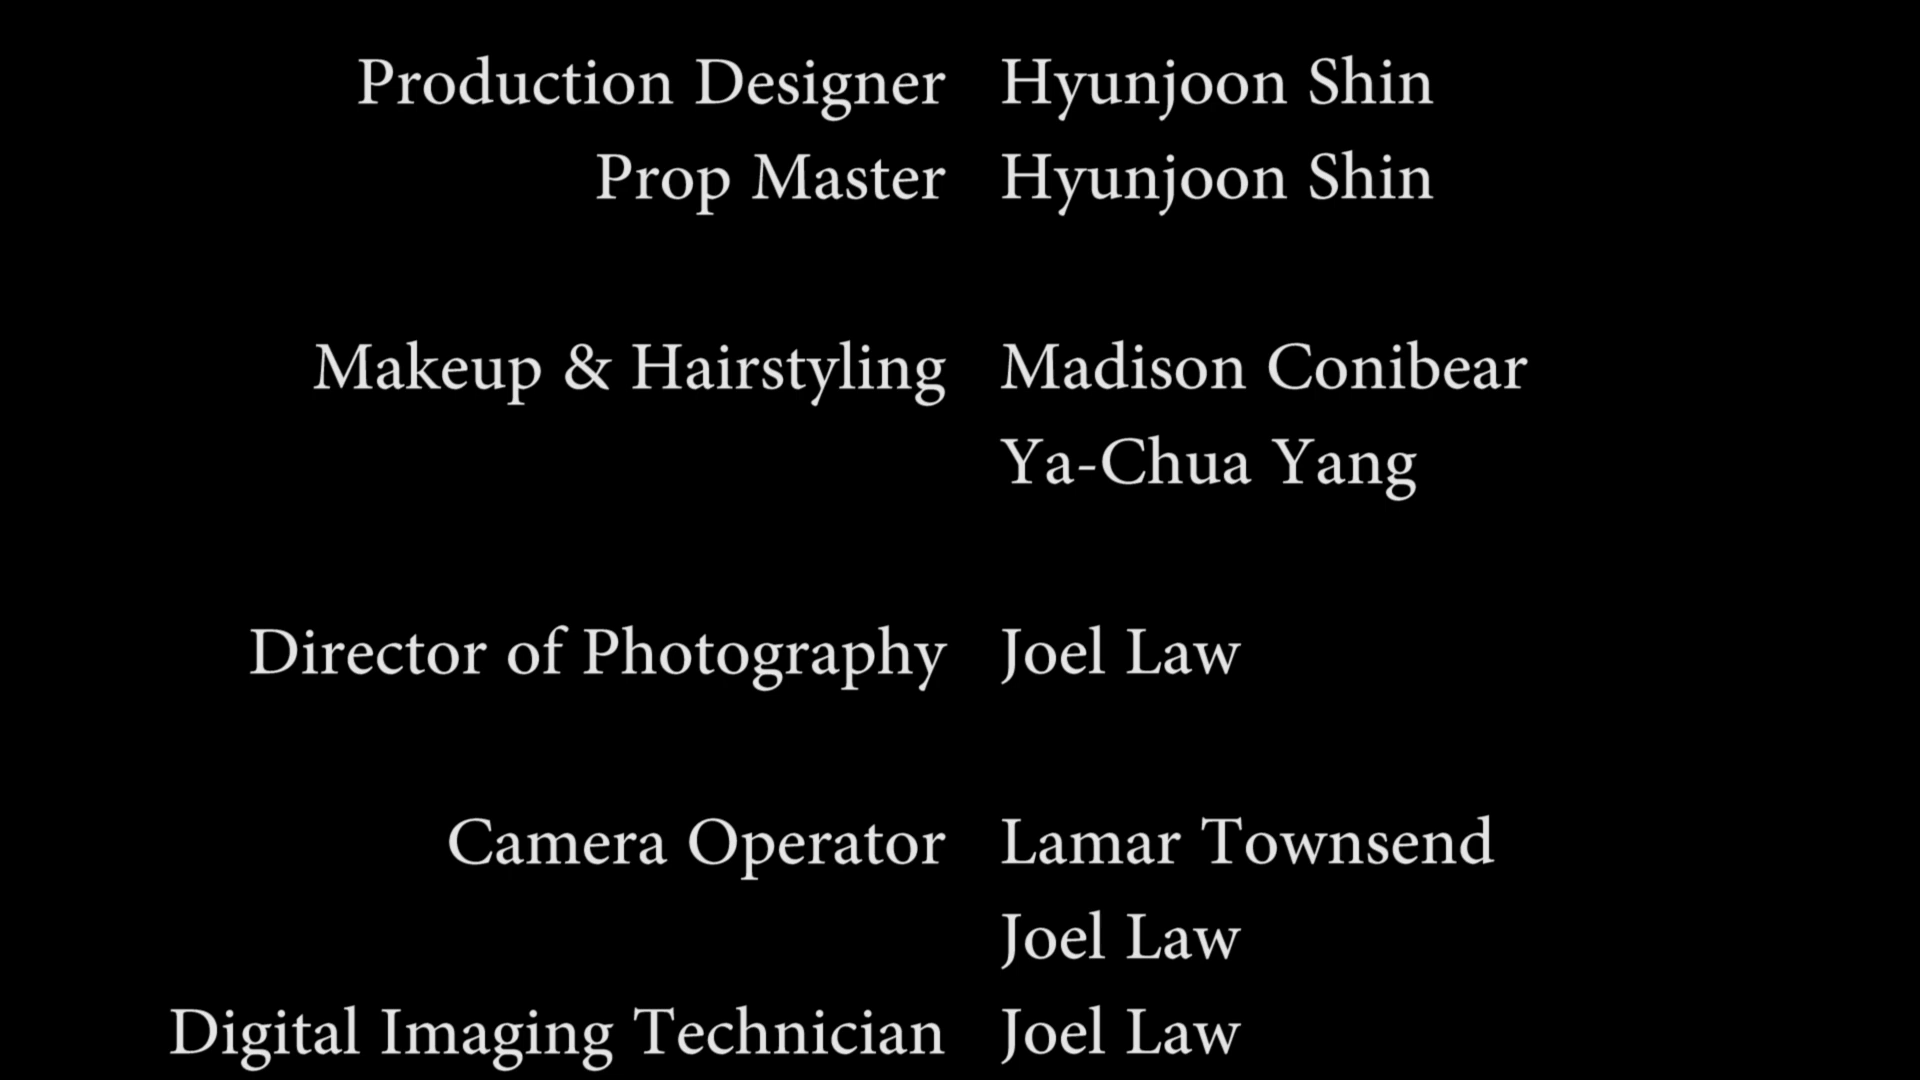 Production Designer Hyunjoon Shin
Prop Master Hyunjoon Shin
Makeup & Hairstyling Madison Conibear
Ya-Chua Yang
Director of Photography Joel Law
Camera Operator Lamar Townsend
Joel Law
Digital Imaging Technician Joel Law